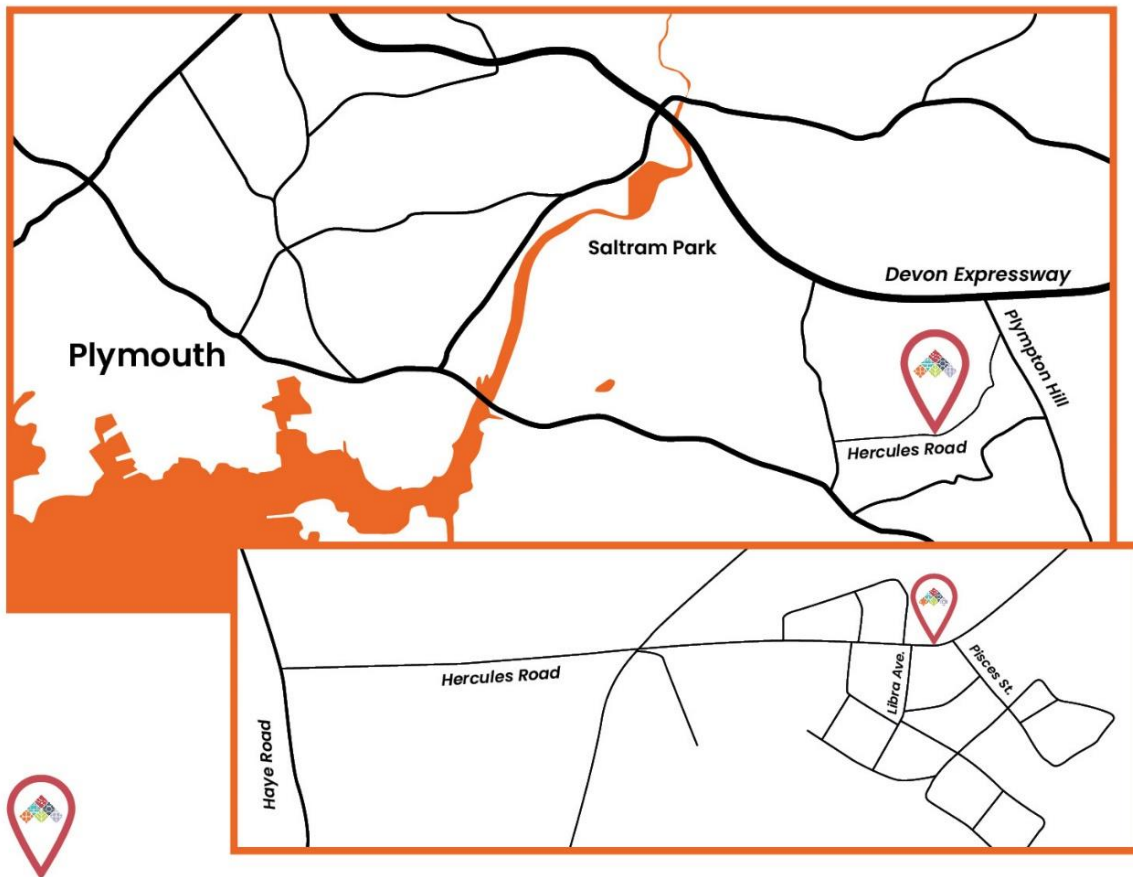 Saltram Park
Devon Expressway
Plymouth
Plympton Hill
Hercules Road
Hercules Road
Libra Ave.
Pisces St.
Haye Road